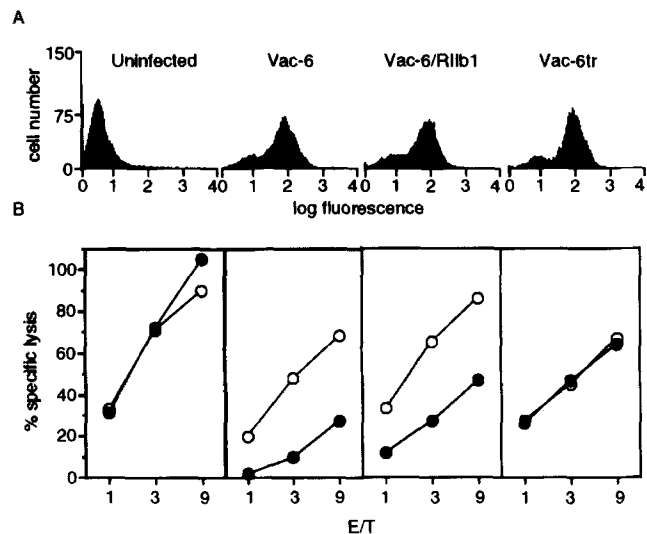 A
150
75
0
cell number
Uninfected
Vac-6
Vac-6/RIIb1
Vac-6tr
0 1 2 3 4
0 1 2 3 4
0 1 2 3 4
0 1 2 3 4
log fluorescence
B
100
80
60
40
20
0
% specific lysis
1 3 9
1 3 9
1 3 9
1 3 9
E/T